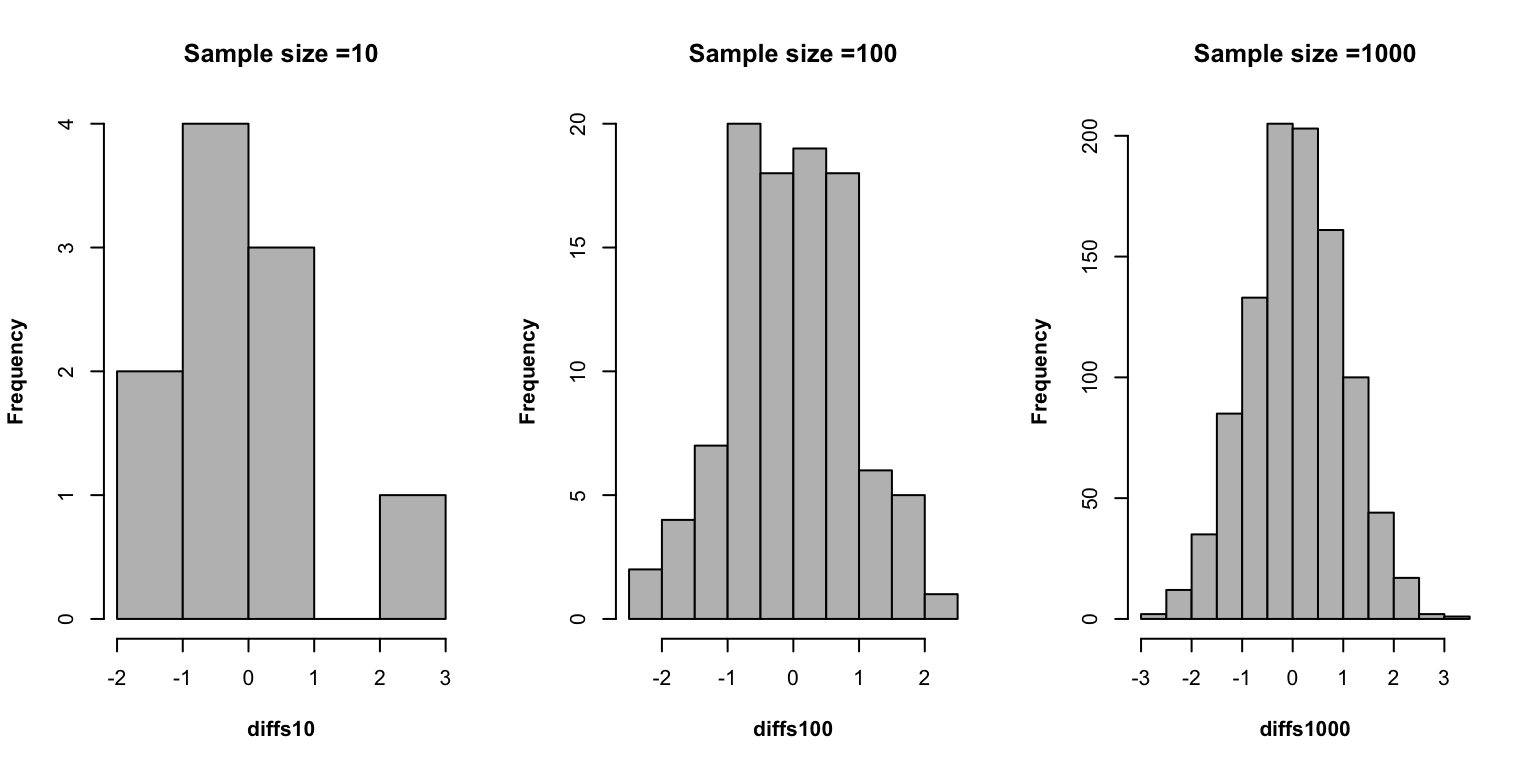 Sample size =10
4
3
2
1
0
Frequency
-2 -1 0 1 2 3
diffs10
Sample size =100
20
15
10
5
0
Frequency
-2 -1 0 1 2
diffs100
Sample size =1000
200
150
100
50
0
Frequency
-3 -2 -1 0 1 2 3
diffs1000